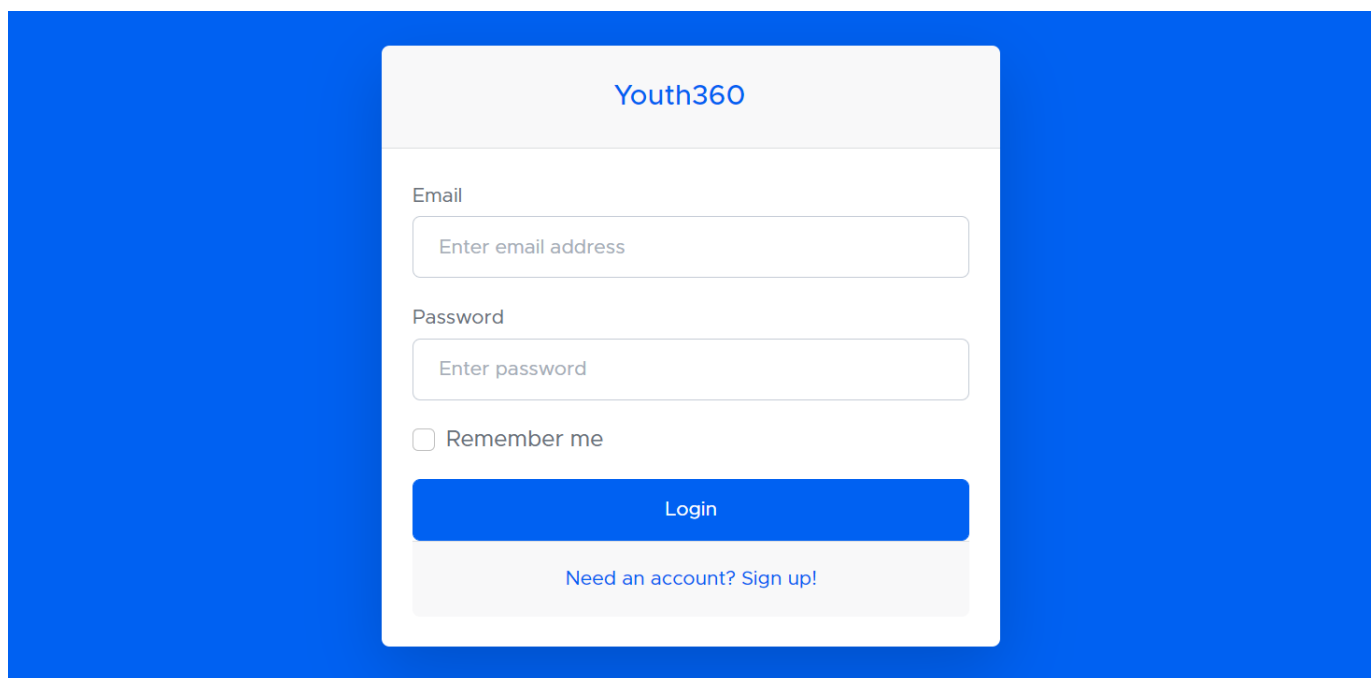 Youth360
Email
Enter email address
Password
Enter password
Remember me
Login
Need an account? Sign up!